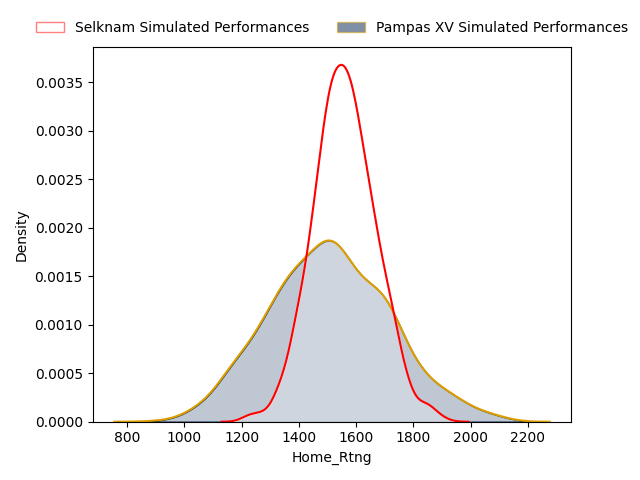 Selknam Simulated Performances
Pampas XV Simulated Performances
0.0035
0.0030
0.0025
0.0020
0.0015
0.0010
0.0005
0.0000
Density
800 1000 1200 1400 1600 1800 2000 2200
Home_Rtng